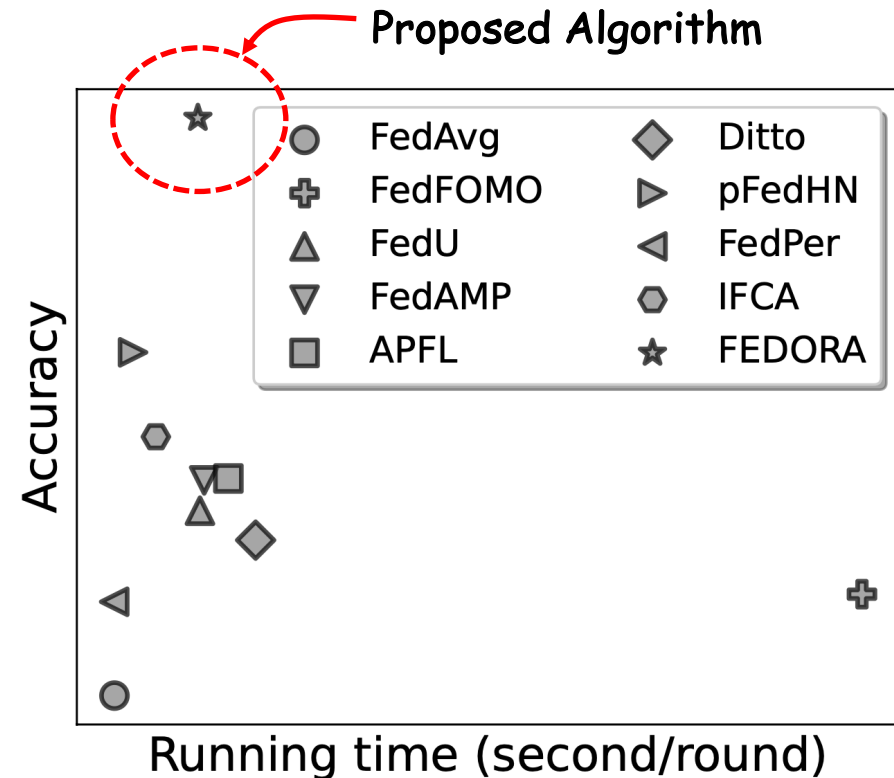 Proposed Algorithm
FedAvg
FedFOMO
FedU
FedAMP
APFL
Ditto
pFedHN
FedPer
IFCA
FEDORA
Accuracy
Running time (second/round)